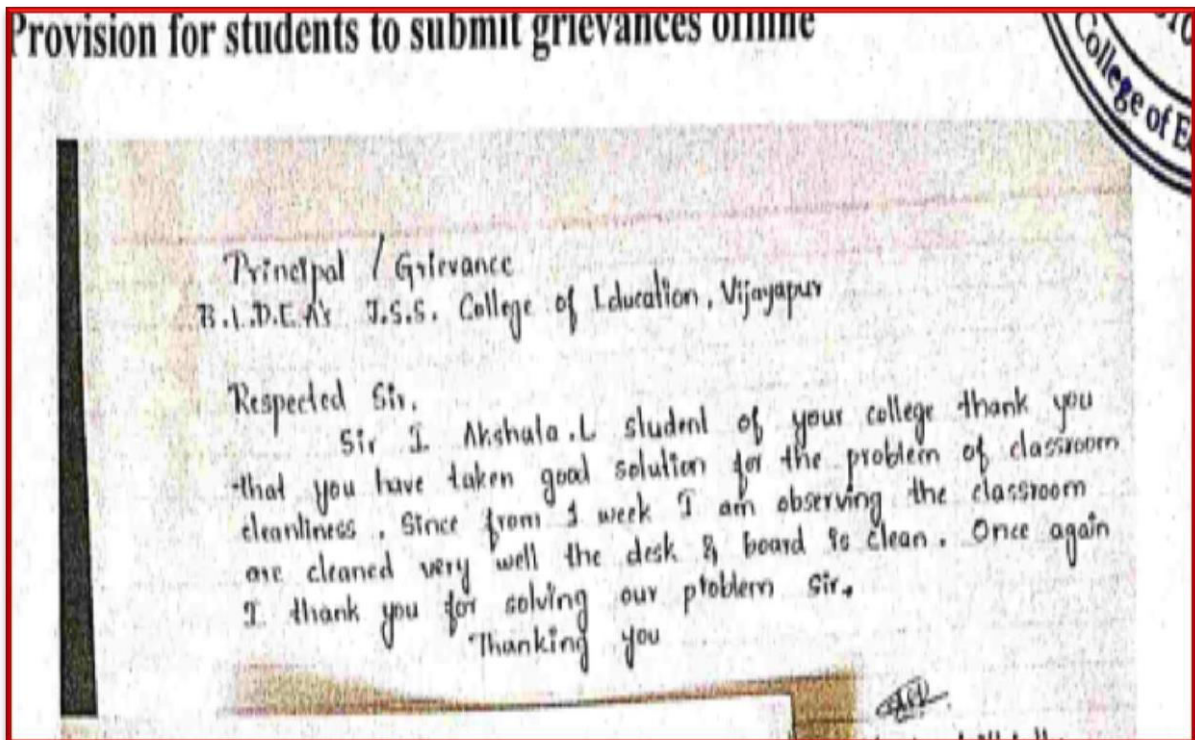 Provision for students to submit grievances offline
College of E
Principal / Grievance
B.L.D.E.A's J.S.S. College of Education, Vijayapur
Respected Sir,
Sir I Akshala.L student of your college thank you
that you have taken good solution for the problem of classroom
cleanliness. Since from 1 week I am observing the classroom
are cleaned very well the desk & board is clean. Once again
I thank you for solving our problem Sir.
Thanking you